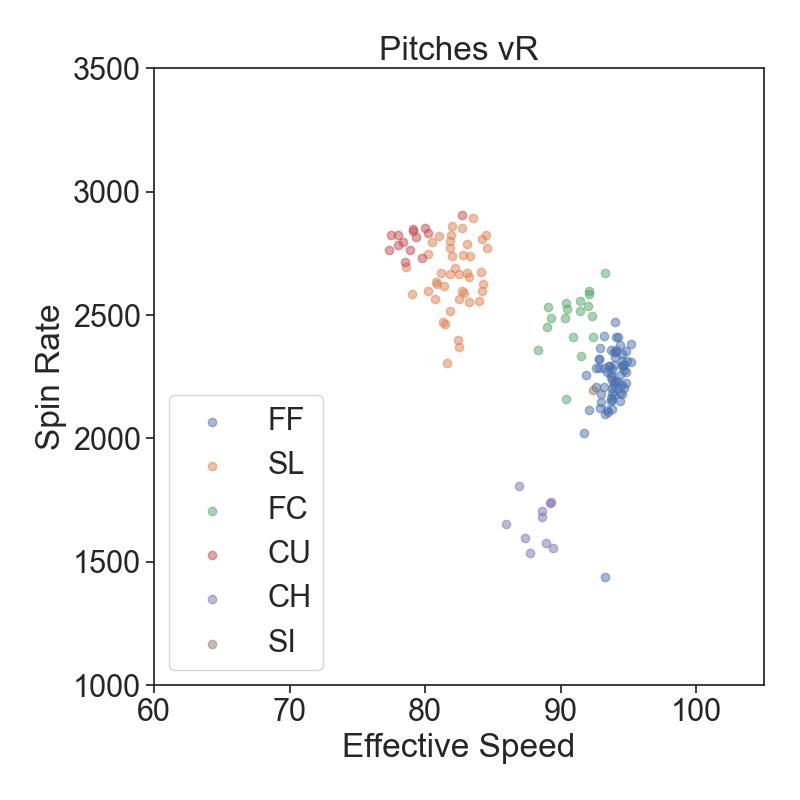 Pitches vR
3500
3000
2500
2000
1500
1000
Spin Rate
FF
SL
FC
CU
CH
SI
60 70 80 90 100
Effective Speed